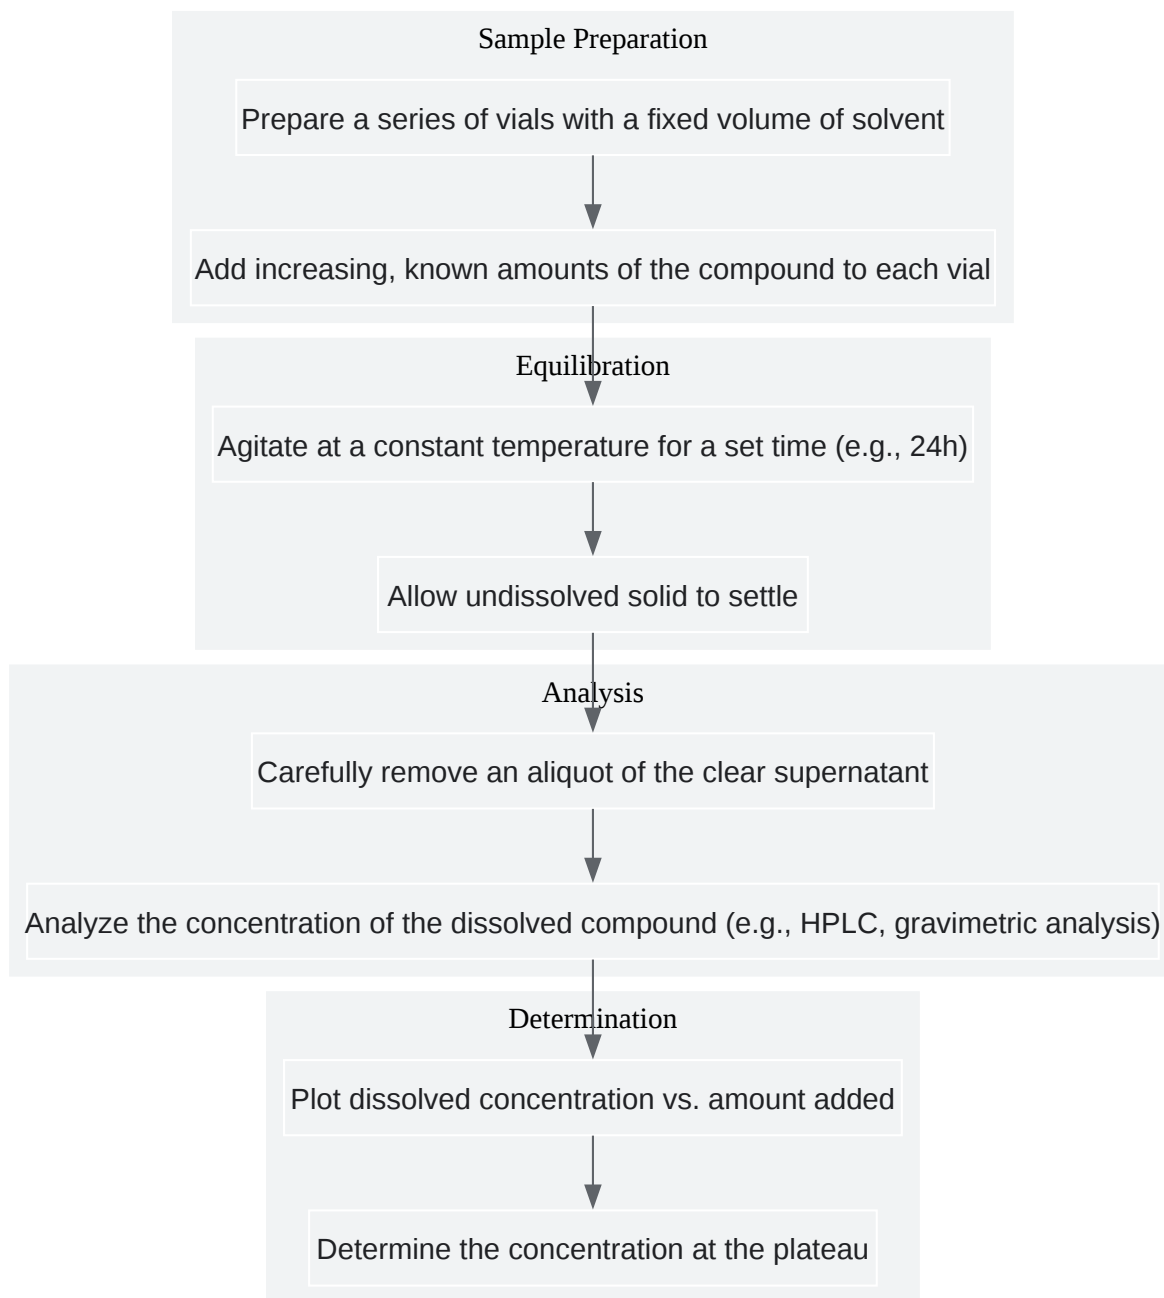 Sample Preparation
Prepare a series of vials with a fixed volume of solvent
Add increasing, known amounts of the compound to each vial
Equilibration
Agitate at a constant temperature for a set time (e.g., 24h)
Allow undissolved solid to settle
Analysis
Carefully remove an aliquot of the clear supernatant
Analyze the concentration of the dissolved compound (e.g., HPLC, gravimetric analysis)
Determination
Plot dissolved concentration vs. amount added
Determine the concentration at the plateau